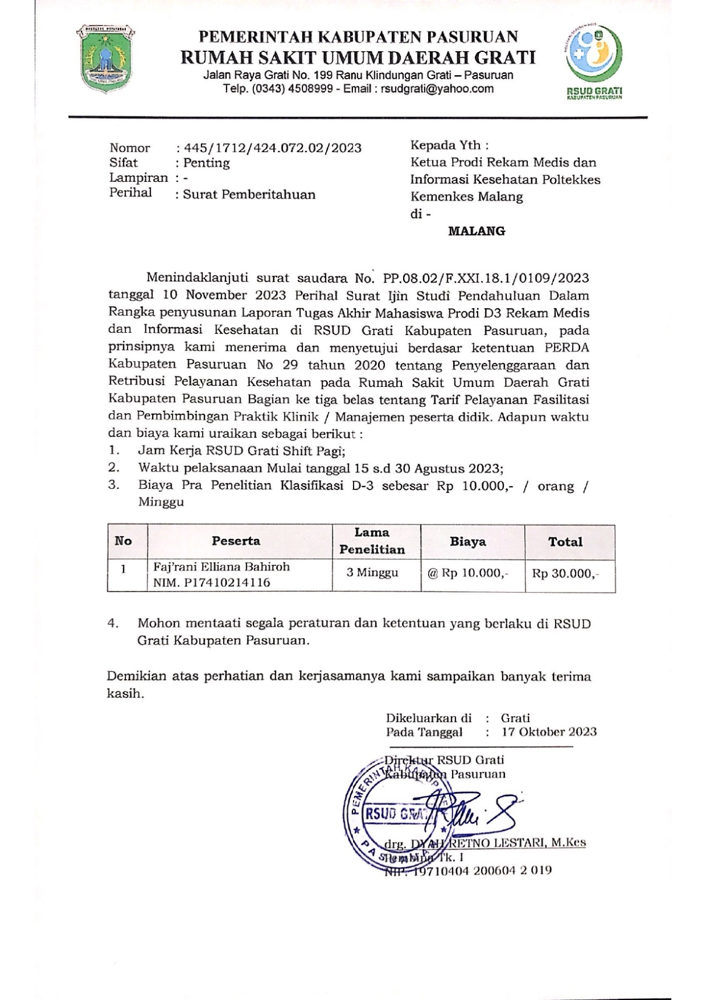 PEMERINTAH KABUPATEN PASURUAN
RUMAH SAKIT UMUM DAERAH GRATI
Jalan Raya Grati No. 199 Ranu Klindungan Grati – Pasuruan
Telp. (0343) 4508999 - Email : rsudgrati@yahoo.com
RSUD GRATI
KABUPATEN PASURUAN
Nomor : 445/1712/424.072.02/2023
Sifat : Penting
Lampiran : -
Perihal : Surat Pemberitahuan
Kepada Yth :
Ketua Prodi Rekam Medis dan
Informasi Kesehatan Poltekkes
Kemenkes Malang
di -
MALANG
Menindaklanjuti surat saudara No. PP.08.02/F.XXI.18.1/0109/2023
tanggal 10 November 2023 Perihal Surat Ijin Studi Pendahuluan Dalam
Rangka penyusunan Laporan Tugas Akhir Mahasiswa Prodi D3 Rekam Medis
dan Informasi Kesehatan di RSUD Grati Kabupaten Pasuruan, pada
prinsipnya kami menerima dan menyetujui berdasar ketentuan PERDA
Kabupaten Pasuruan No 29 tahun 2020 tentang Penyelenggaraan dan
Retribusi Pelayanan Kesehatan pada Rumah Sakit Umum Daerah Grati
Kabupaten Pasuruan Bagian ke tiga belas tentang Tarif Pelayanan Fasilitasi
dan Pembimbingan Praktik Klinik / Manajemen peserta didik. Adapun waktu
dan biaya kami uraikan sebagai berikut :
1. Jam Kerja RSUD Grati Shift Pagi;
2. Waktu pelaksanaan Mulai tanggal 15 s.d 30 Agustus 2023;
3. Biaya Pra Penelitian Klasifikasi D-3 sebesar Rp 10.000,- / orang /
Minggu
No Peserta Lama Penelitian Biaya Total
1 Faj'rani Elliana Bahiroh 3 Minggu @ Rp 10.000,- Rp 30.000,-
NIM. P17410214116
4. Mohon mentaati segala peraturan dan ketentuan yang berlaku di RSUD
Grati Kabupaten Pasuruan.
Demikian atas perhatian dan kerjasamanya kami sampaikan banyak terima
kasih.
Dikeluarkan di : Grati
Pada Tanggal : 17 Oktober 2023
Direktur RSUD Grati
Kabupaten Pasuruan
PEMERINTAH KABUPATEN
RSUD GRATI
PASURUAN
drg. DYAH RETNO LESTARI, M.Kes
Pembina Tk. I
NIP. 19710404 200604 2 019